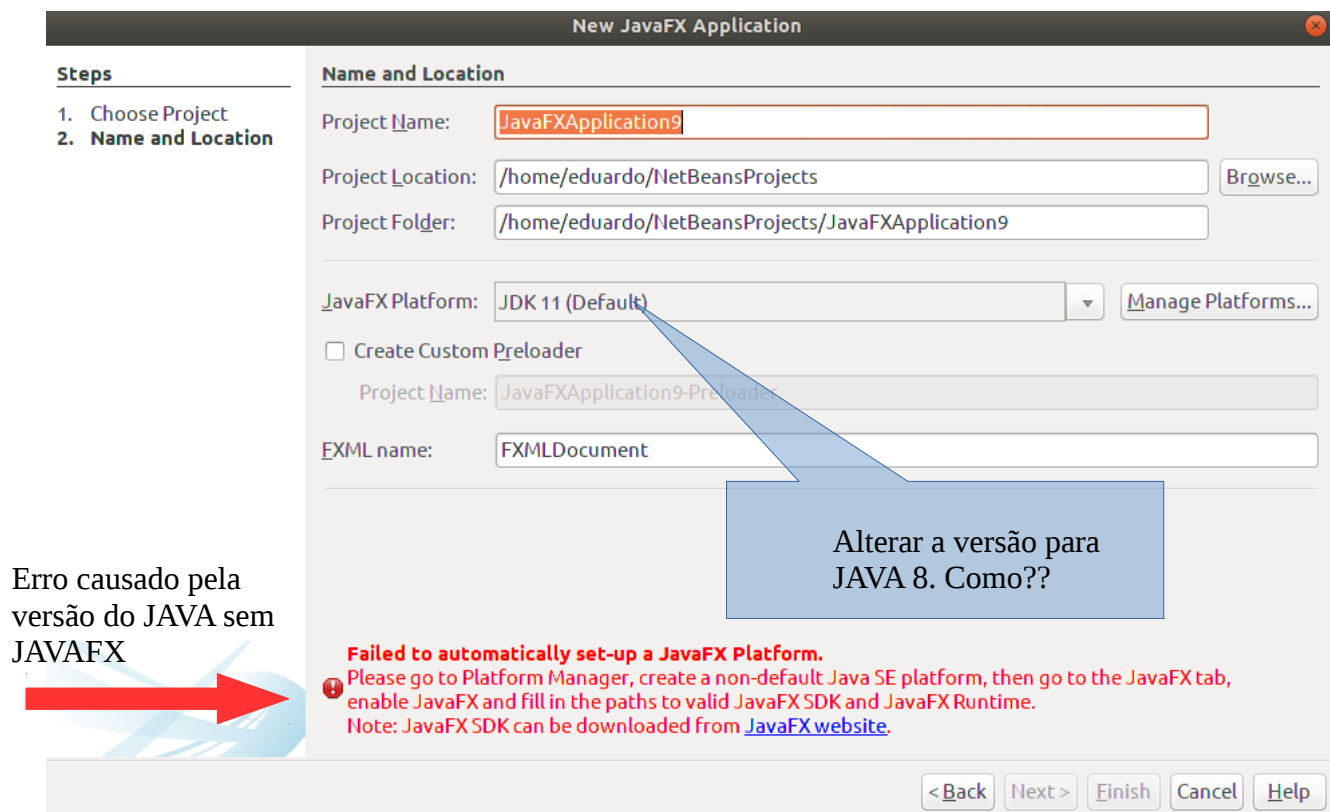 New JavaFX Application
Steps
1. Choose Project
2. Name and Location
Name and Location
Project Name: JavaFXApplication9
Project Location: /home/eduardo/NetBeansProjects Browse...
Project Folder: /home/eduardo/NetBeansProjects/JavaFXApplication9
JavaFX Platform: JDK 11 (Default) Manage Platforms...
Create Custom Preloader
Project Name: JavaFXApplication9-Preloader
FXML name: FXMLDocument
Alterar a versão para
JAVA 8. Como??
Erro causado pela
versão do JAVA sem
JAVAFX
Failed to automatically set-up a JavaFX Platform.
Please go to Platform Manager, create a non-default Java SE platform, then go to the JavaFX tab,
enable JavaFX and fill in the paths to valid JavaFX SDK and JavaFX Runtime.
Note: JavaFX SDK can be downloaded from JavaFX website.
< Back Next > Finish Cancel Help